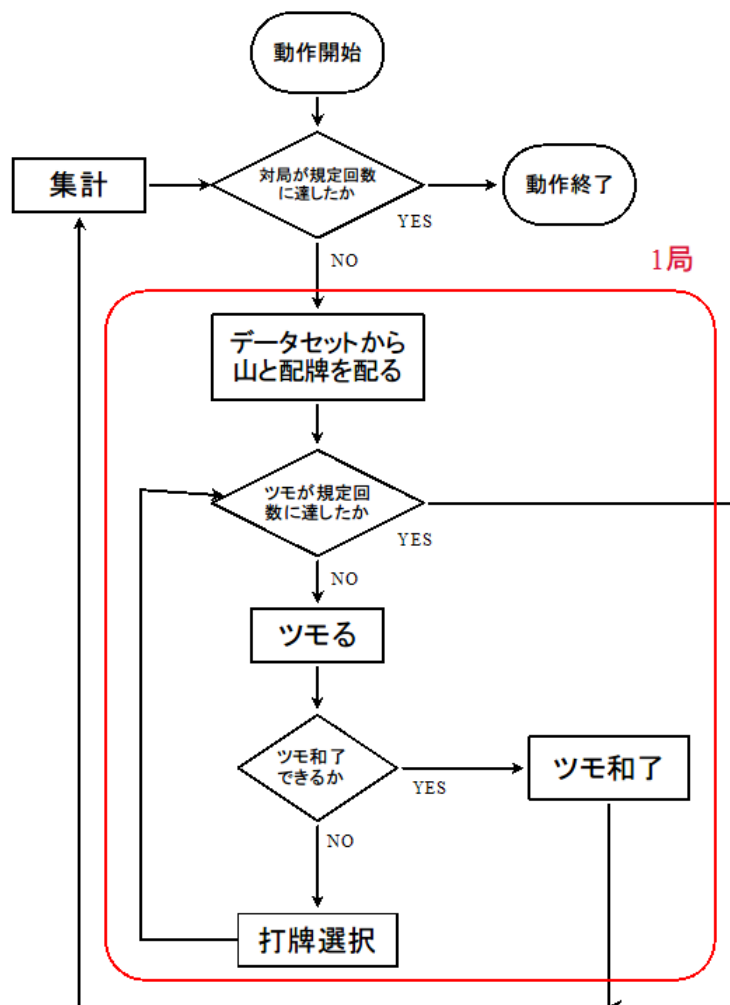 動作開始
対局が規定回数
に達したか
集計
動作終了
YES
NO
1局
データセットから
山と配牌を配る
ツモが規定回
数に達したか
YES
NO
ツモる
ツモ和了
できるか
ツモ和了
YES
NO
打牌選択